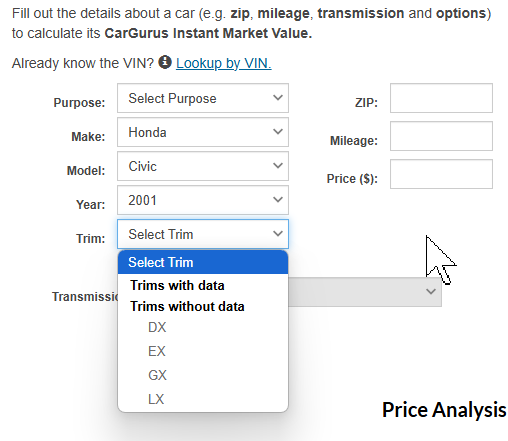 Fill out the details about a car (e.g. zip, mileage, transmission and options)
to calculate its CarGurus Instant Market Value.
Already know the VIN? i Lookup by VIN.
Purpose: Select Purpose ZIP:
Make: Honda Mileage:
Model: Civic Price ($):
Year: 2001
Trim: Select Trim
Select Trim
Trims with data
Trims without data
Transmissi
DX
EX
GX
LX
Price Analysis